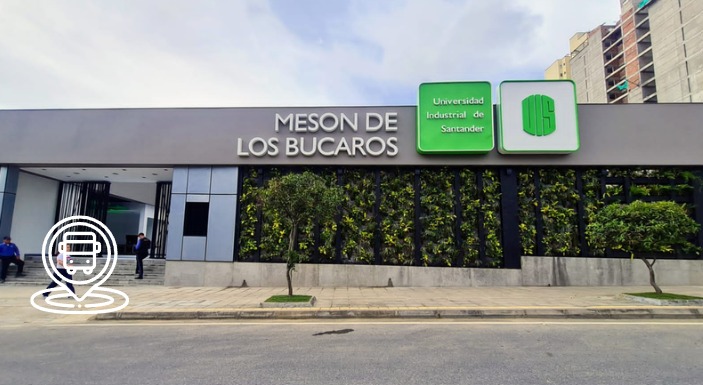 MESON DE
LOS BUCAROS
Universidad
Industrial de
Santander
UIS